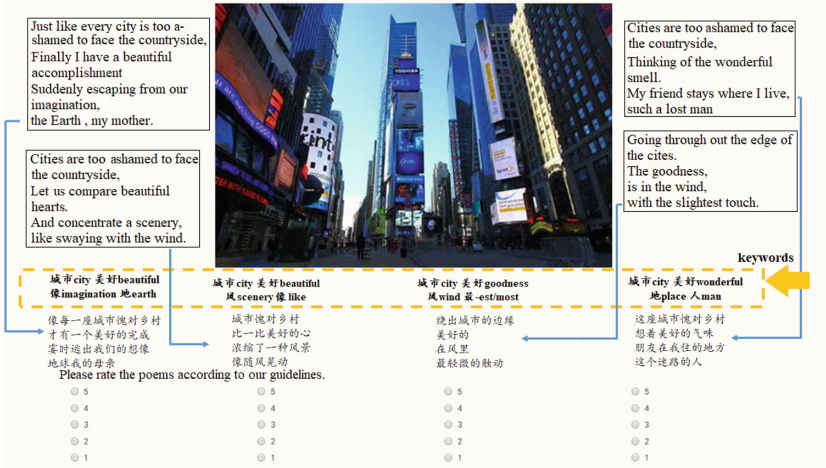 Just like every city is too a-
shamed to face the countryside,
Finally I have a beautiful
accomplishment
Suddenly escaping from our
imagination,
the Earth , my mother.
Cities are too ashamed to face
the countryside,
Let us compare beautiful
hearts.
And concentrate a scenery,
like swaying with the wind.
TOSHIBA
Sprint
Cities are too ashamed to face
the countryside,
Thinking of the wonderful
smell.
My friend stays where I live,
such a lost man
Going through out the edge of
the cites.
The goodness,
is in the wind,
with the slightest touch.
keywords
城市city 美好beautiful
像imagination 地earth
城市city 美好beautiful
风scenery 像like
城市city 美好goodness
风wind 最-est/most
城市city 美好wonderful
地place 人man
像每一座城市愧对乡村
才有一个美好的完成
霎时逃出我们的想像
地球我的母亲
城市愧对乡村
比一比美好的心
浓缩了一种风景
像随风晃动
绕出城市的边缘
美好的
在风里
最轻微的触动
这座城市愧对乡村
想着美好的气味
朋友在我住的地方
这个迷路的人
Please rate the poems according to our guidelines.
5
4
3
2
1
5
4
3
2
1
5
4
3
2
1
5
4
3
2
1